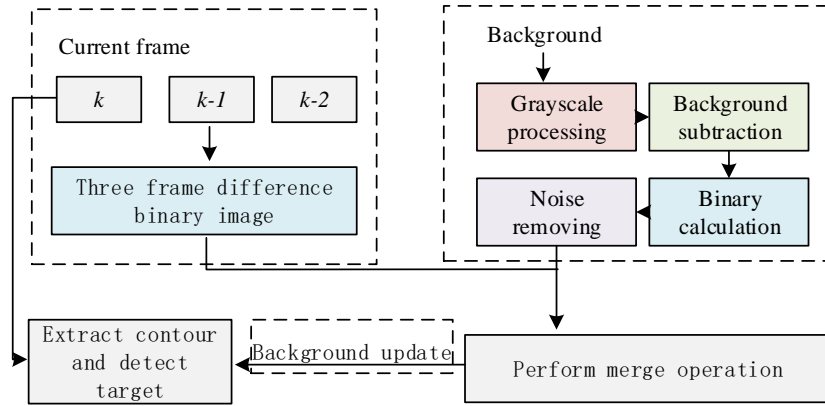 Current frame
k
k-1
k-2
Three frame difference
binary image
Background
Grayscale
processing
Background
subtraction
Noise
removing
Binary
calculation
Extract contour
and detect
target
Background update
Perform merge operation